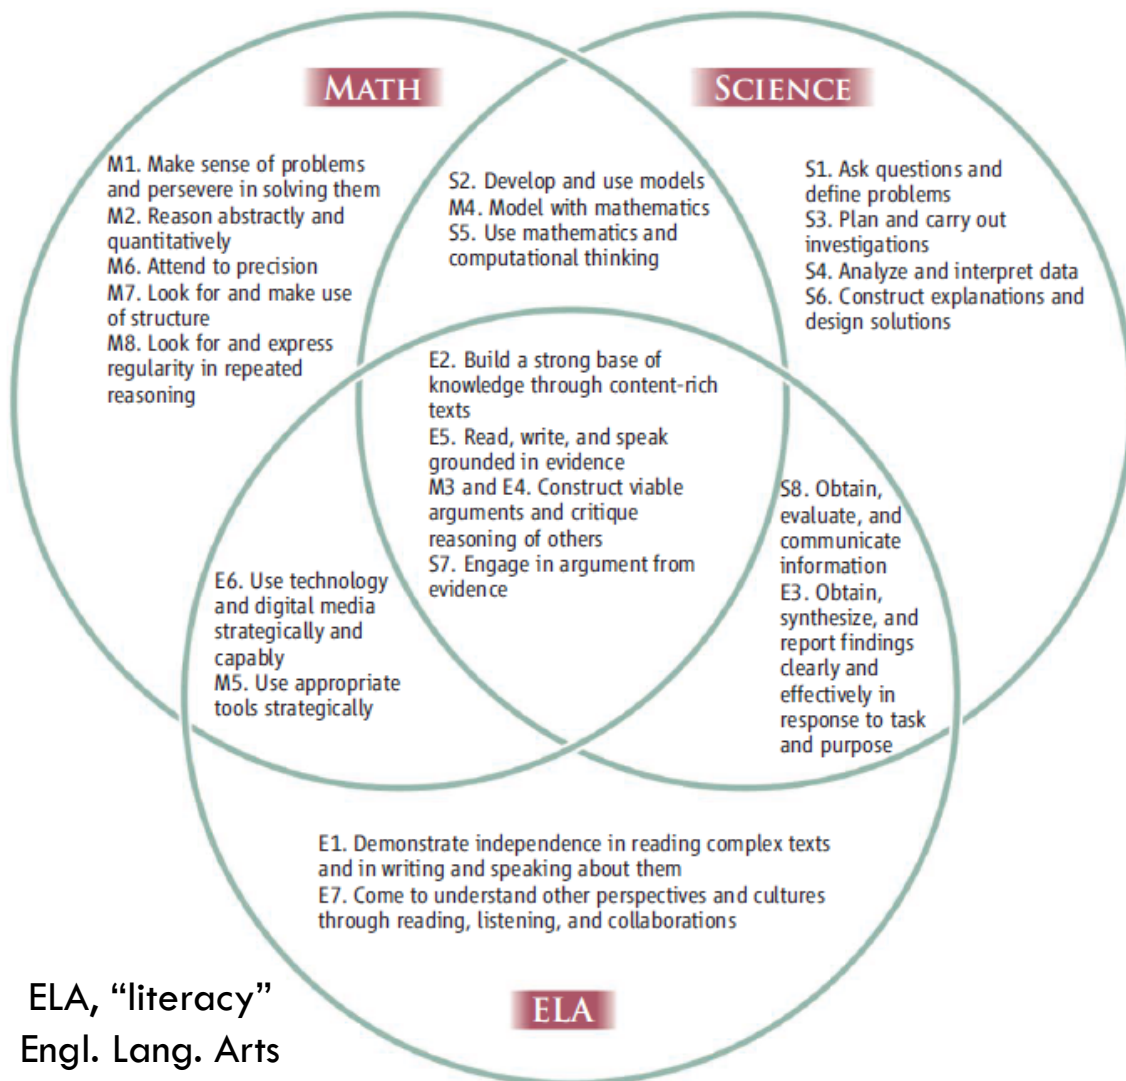 MATH
SCIENCE
M1. Make sense of problems
and persevere in solving them
M2. Reason abstractly and
quantitatively
M6. Attend to precision
M7. Look for and make use
of structure
M8. Look for and express
regularity in repeated
reasoning
S2. Develop and use models
M4. Model with mathematics
S5. Use mathematics and
computational thinking
S1. Ask questions and
define problems
S3. Plan and carry out
investigations
S4. Analyze and interpret data
S6. Construct explanations and
design solutions
E2. Build a strong base of
knowledge through content-rich
texts
E5. Read, write, and speak
grounded in evidence
M3 and E4. Construct viable
arguments and critique
reasoning of others
S7. Engage in argument from
evidence
E6. Use technology
and digital media
strategically and
capably
M5. Use appropriate
tools strategically
S8. Obtain,
evaluate, and
communicate
information
E3. Obtain,
synthesize, and
report findings
clearly and
effectively in
response to task
and purpose
E1. Demonstrate independence in reading complex texts
and in writing and speaking about them
E7. Come to understand other perspectives and cultures
through reading, listening, and collaborations
ELA
ELA, “literacy”
Engl. Lang. Arts